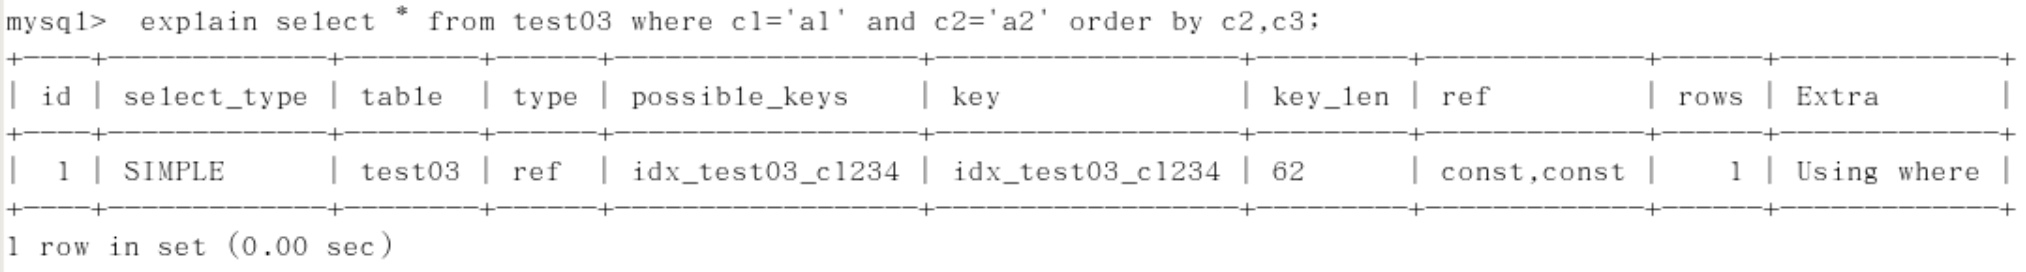 mysql>  explain select * from test03 where c1='a1' and c2='a2' order by c2,c3;
+----+-------------+--------+------+------------------+------------------+---------+-------------+------+-------------+
| id | select_type | table  | type | possible_keys    | key              | key_len | ref         | rows | Extra       |
+----+-------------+--------+------+------------------+------------------+---------+-------------+------+-------------+
|  1 | SIMPLE      | test03 | ref  | idx_test03_c1234 | idx_test03_c1234 | 62      | const,const |    1 | Using where |
+----+-------------+--------+------+------------------+------------------+---------+-------------+------+-------------+
1 row in set (0.00 sec)